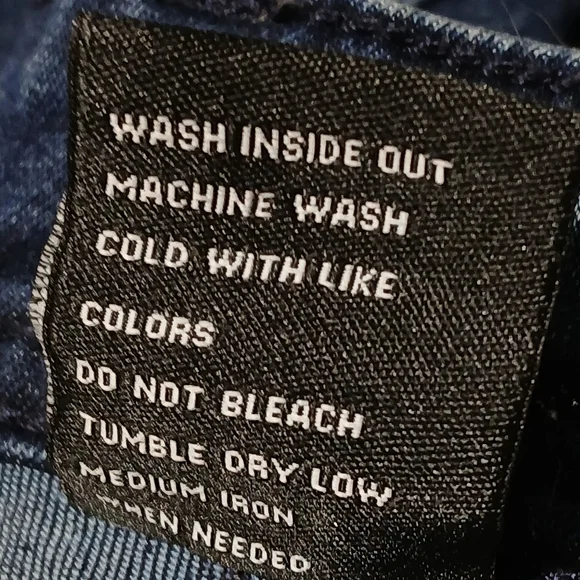 WASH INSIDE OUT
MACHINE WASH
COLD WITH LIKE
COLORS
DO NOT BLEACH
TUMBLE DRY LOW
MEDIUM IRON
WHEN NEEDED